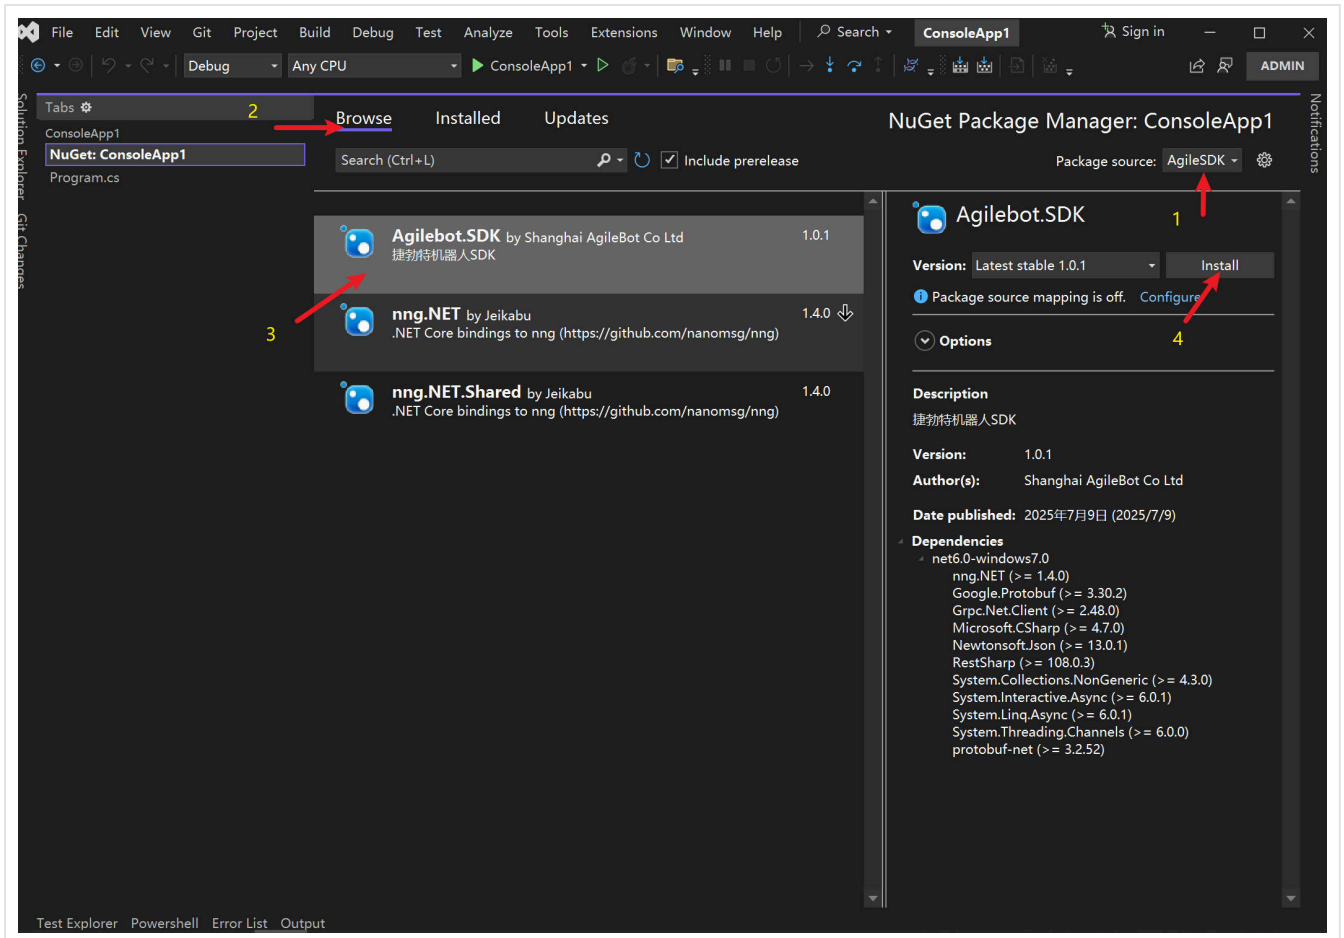 File Edit View Git Project Build Debug Test Analyze Tools Extensions Window Help Search ConsoleApp1 Sign in
Debug Any CPU ConsoleApp1 ADMIN
Solution Explorer
Git Changes
Notifications
Tabs
ConsoleApp1
NuGet: ConsoleApp1
Program.cs
2
Browse Installed Updates
NuGet Package Manager: ConsoleApp1
Search (Ctrl+L) Include prerelease
Package source: AgileSDK
1
Agilebot.SDK by Shanghai AgileBot Co Ltd 1.0.1
捷勃特机器人SDK
3
nng.NET by Jeikabu 1.4.0
.NET Core bindings to nng (https://github.com/nanomsg/nng)
nng.NET.Shared by Jeikabu 1.4.0
.NET Core bindings to nng (https://github.com/nanomsg/nng)
Agilebot.SDK
Version: Latest stable 1.0.1 Install
Package source mapping is off. Configure
4
Options
Description
捷勃特机器人SDK
Version: 1.0.1
Author(s): Shanghai AgileBot Co Ltd
Date published: 2025年7月9日 (2025/7/9)
Dependencies
net6.0-windows7.0
nng.NET (>= 1.4.0)
Google.Protobuf (>= 3.30.2)
Grpc.Net.Client (>= 2.48.0)
Microsoft.CSharp (>= 4.7.0)
Newtonsoft.Json (>= 13.0.1)
RestSharp (>= 108.0.3)
System.Collections.NonGeneric (>= 4.3.0)
System.Interactive.Async (>= 6.0.1)
System.Linq.Async (>= 6.0.1)
System.Threading.Channels (>= 6.0.0)
protobuf-net (>= 3.2.52)
Test Explorer Powershell Error List Output